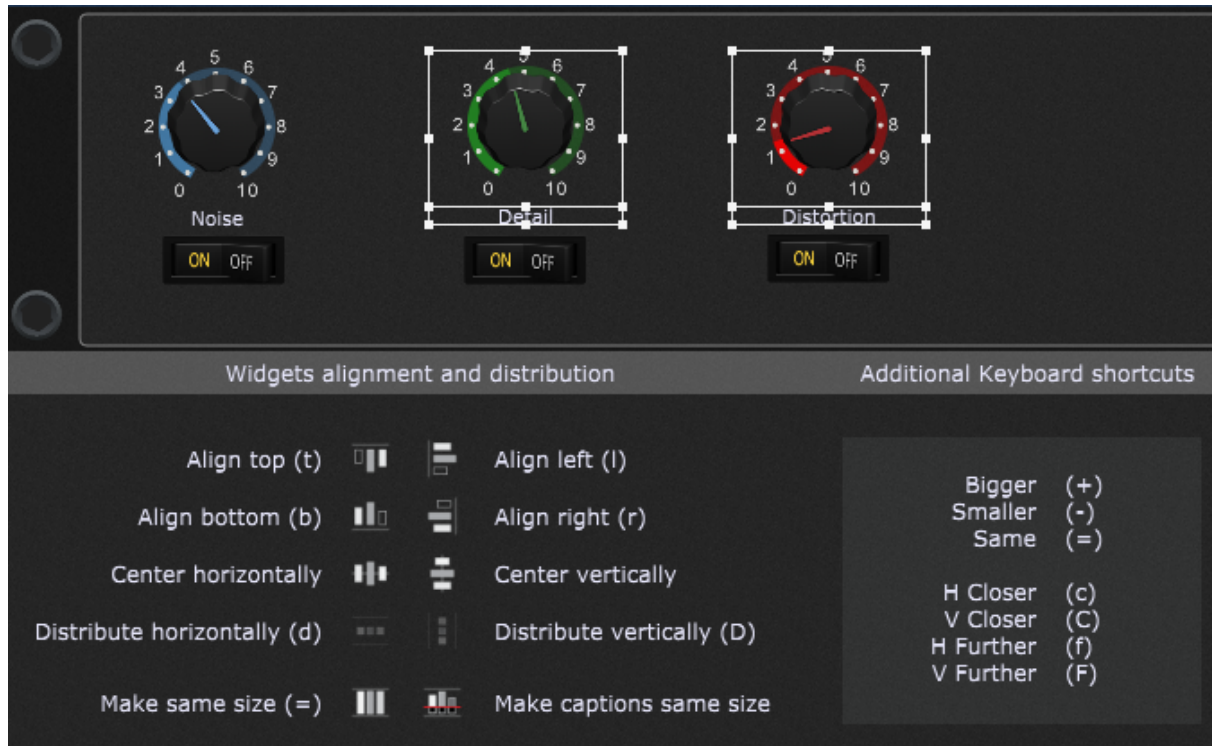 0 1 2 3 4 5 6 7 8 9 10
Noise
ON OFF
0 1 2 3 4 5 6 7 8 9 10
Detail
ON OFF
0 1 2 3 4 5 6 7 8 9 10
Distortion
ON OFF
Widgets alignment and distribution
Align top (t)
Align left (l)
Align bottom (b)
Align right (r)
Center horizontally
Center vertically
Distribute horizontally (d)
Distribute vertically (D)
Make same size (=)
Make captions same size
Additional Keyboard shortcuts
Bigger (+)
Smaller (-)
Same (=)
H Closer (c)
V Closer (C)
H Further (f)
V Further (F)